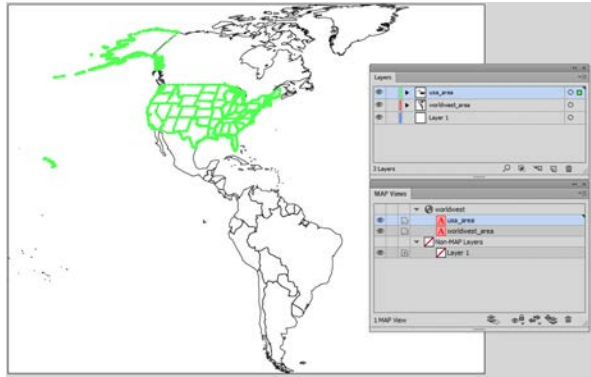 Layers
usa_area
worldwest_area
Layer 1
3 Layers
MAP Views
worldwest
usa_area
worldwest_area
Non-MAP Layers
Layer 1
1 MAP View